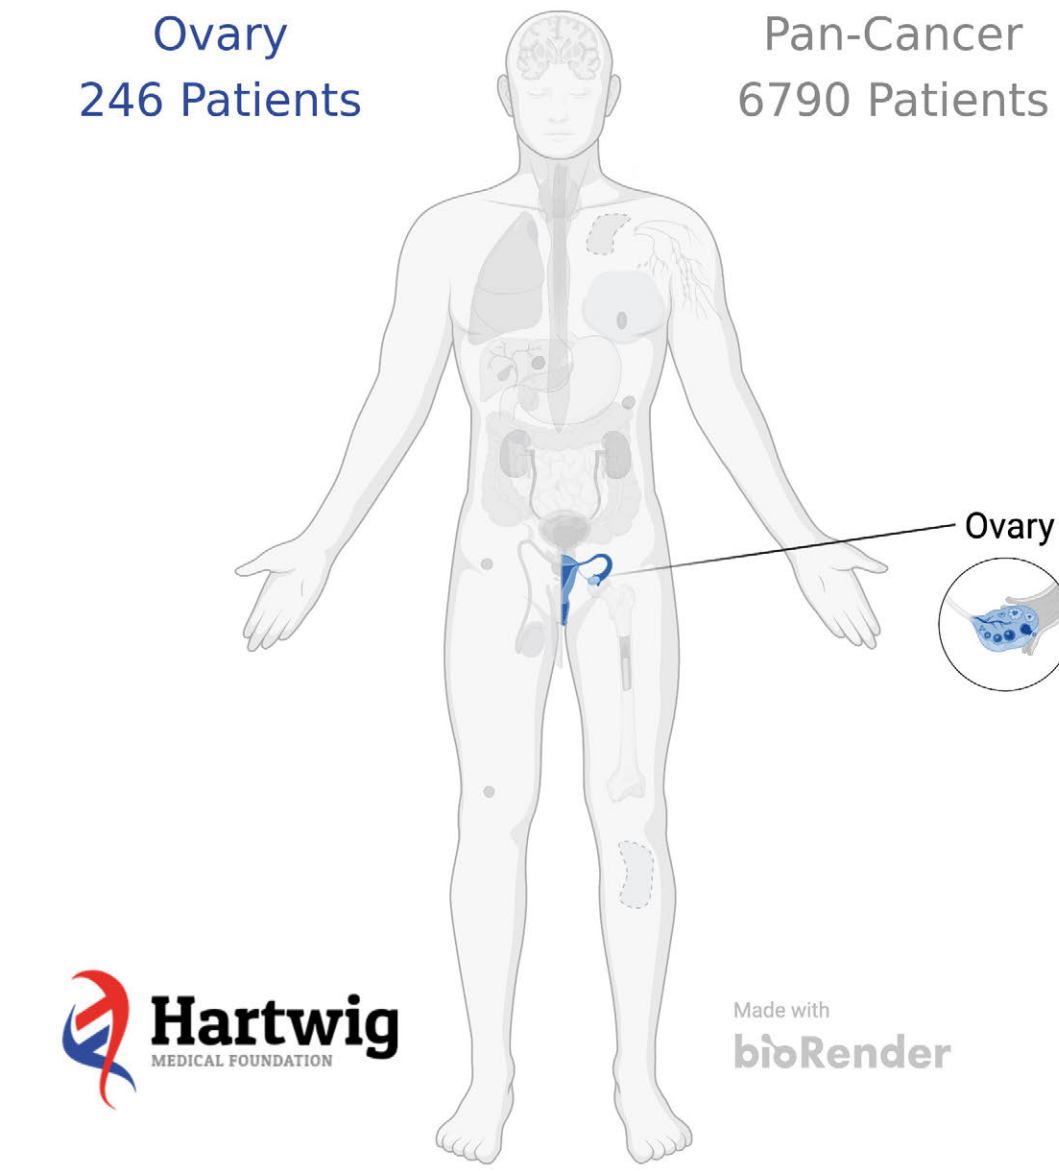 Ovary
246 Patients
Pan-Cancer
6790 Patients
Ovary
Hartwig
MEDICAL FOUNDATION
Made with
bioRender